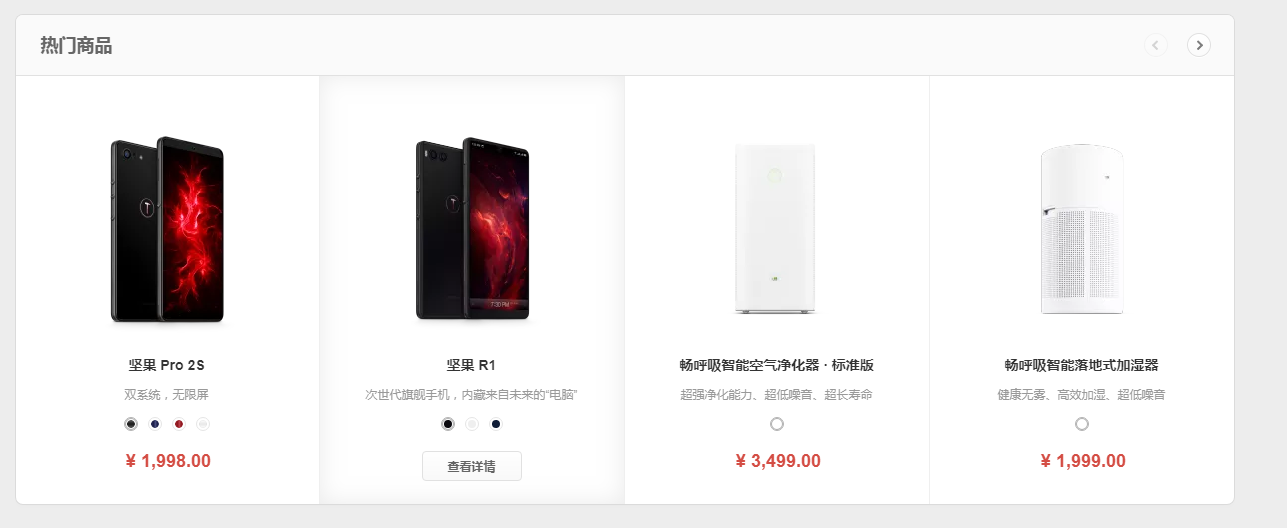 热门商品
7:30 PM
坚果 Pro 2S
双系统，无限屏
¥ 1,998.00
坚果 R1
次世代旗舰手机，内藏来自未来的“电脑”
查看详情
畅呼吸智能空气净化器 · 标准版
超强净化能力、超低噪音、超长寿命
¥ 3,499.00
畅呼吸智能落地式加湿器
健康无雾、高效加湿、超低噪音
¥ 1,999.00